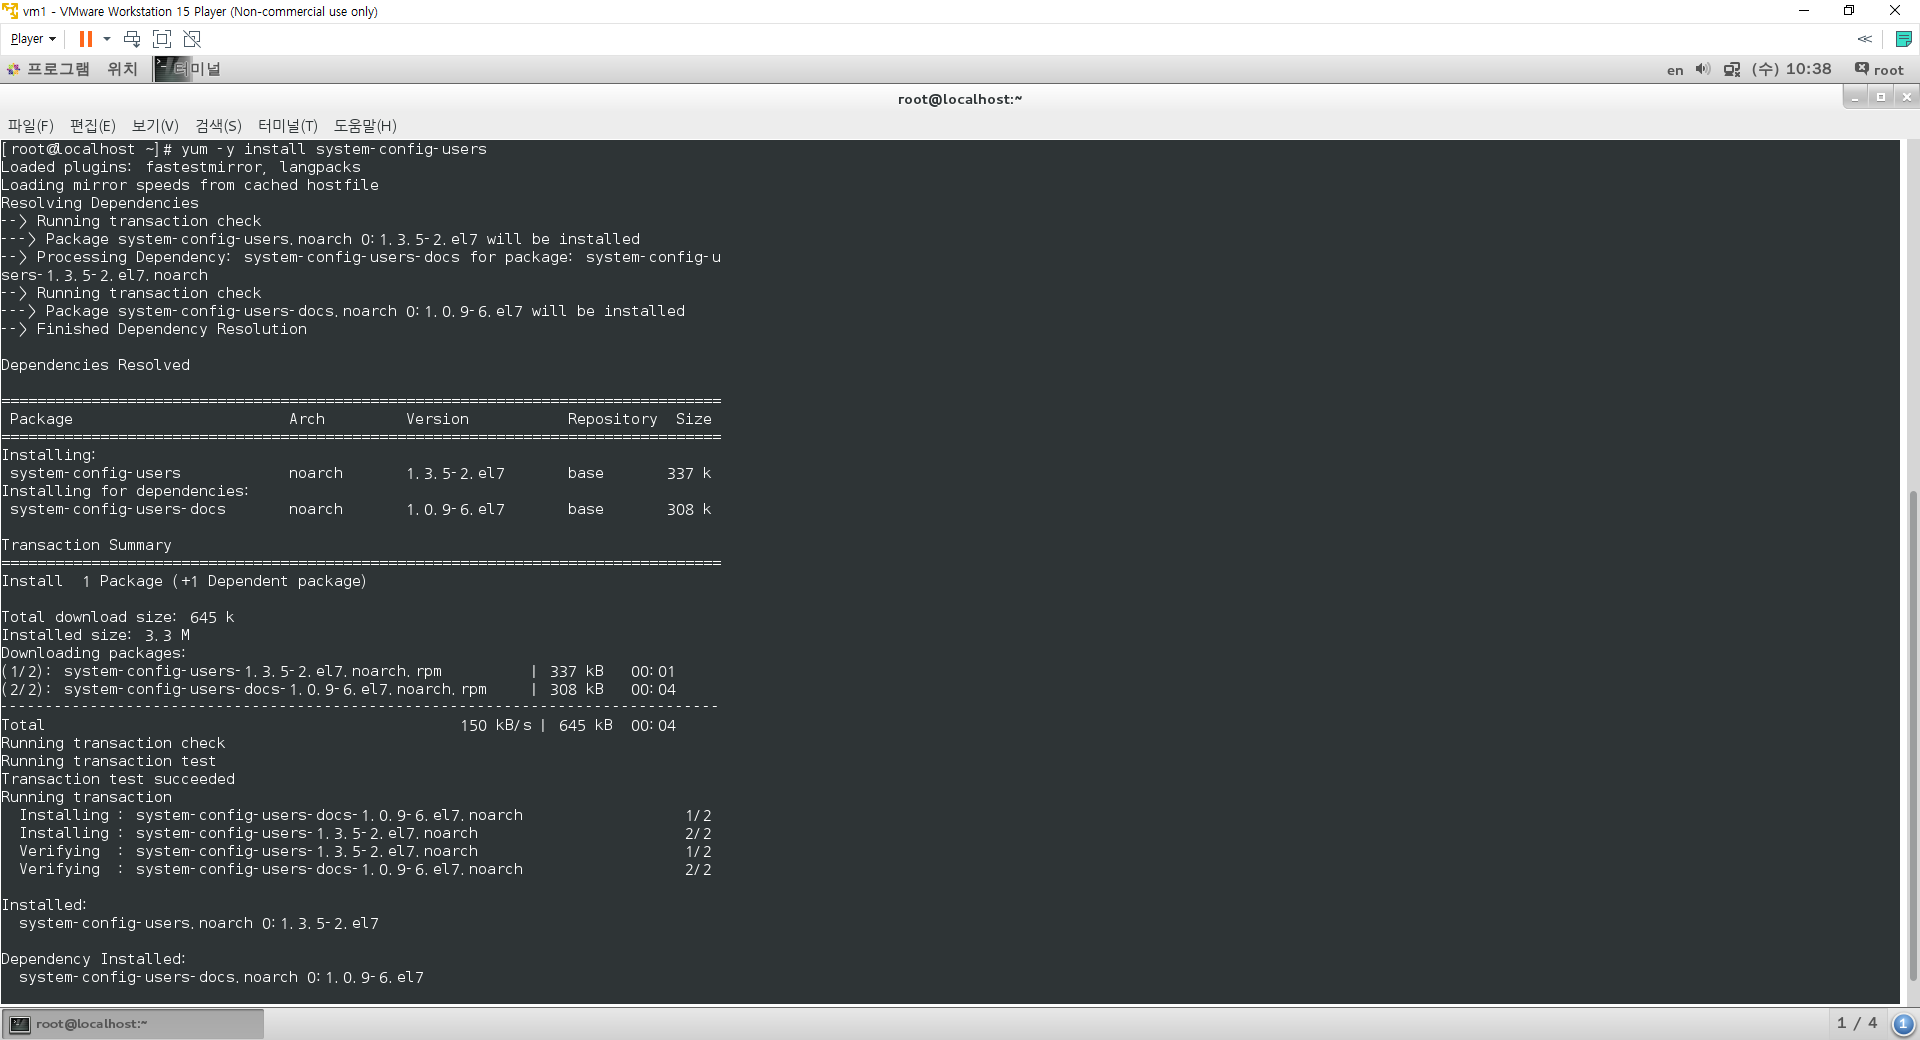 vm1 - VMware Workstation 15 Player (Non-commercial use only)
Player
프로그램 위치 터미널 en (수) 10:38 root
root@localhost:~
파일(F) 편집(E) 보기(V) 검색(S) 터미널(T) 도움말(H)
[root@localhost ~]# yum -y install system-config-users
Loaded plugins: fastestmirror, langpacks
Loading mirror speeds from cached hostfile
Resolving Dependencies
--> Running transaction check
---> Package system-config-users.noarch 0:1.3.5-2.el7 will be installed
--> Processing Dependency: system-config-users-docs for package: system-config-u
sers-1.3.5-2.el7.noarch
--> Running transaction check
---> Package system-config-users-docs.noarch 0:1.0.9-6.el7 will be installed
--> Finished Dependency Resolution
Dependencies Resolved
================================================================================
Package Arch Version Repository Size
================================================================================
Installing:
system-config-users noarch 1.3.5-2.el7 base 337 k
Installing for dependencies:
system-config-users-docs noarch 1.0.9-6.el7 base 308 k
Transaction Summary
================================================================================
Install 1 Package (+1 Dependent package)
Total download size: 645 k
Installed size: 3.3 M
Downloading packages:
(1/2): system-config-users-1.3.5-2.el7.noarch.rpm | 337 kB 00:01
(2/2): system-config-users-docs-1.0.9-6.el7.noarch.rpm | 308 kB 00:04
--------------------------------------------------------------------------------
Total 150 kB/s | 645 kB 00:04
Running transaction check
Running transaction test
Transaction test succeeded
Running transaction
Installing : system-config-users-docs-1.0.9-6.el7.noarch 1/2
Installing : system-config-users-1.3.5-2.el7.noarch 2/2
Verifying : system-config-users-1.3.5-2.el7.noarch 1/2
Verifying : system-config-users-docs-1.0.9-6.el7.noarch 2/2
Installed:
system-config-users.noarch 0:1.3.5-2.el7
Dependency Installed:
system-config-users-docs.noarch 0:1.0.9-6.el7
root@localhost:~ 1 / 4 1